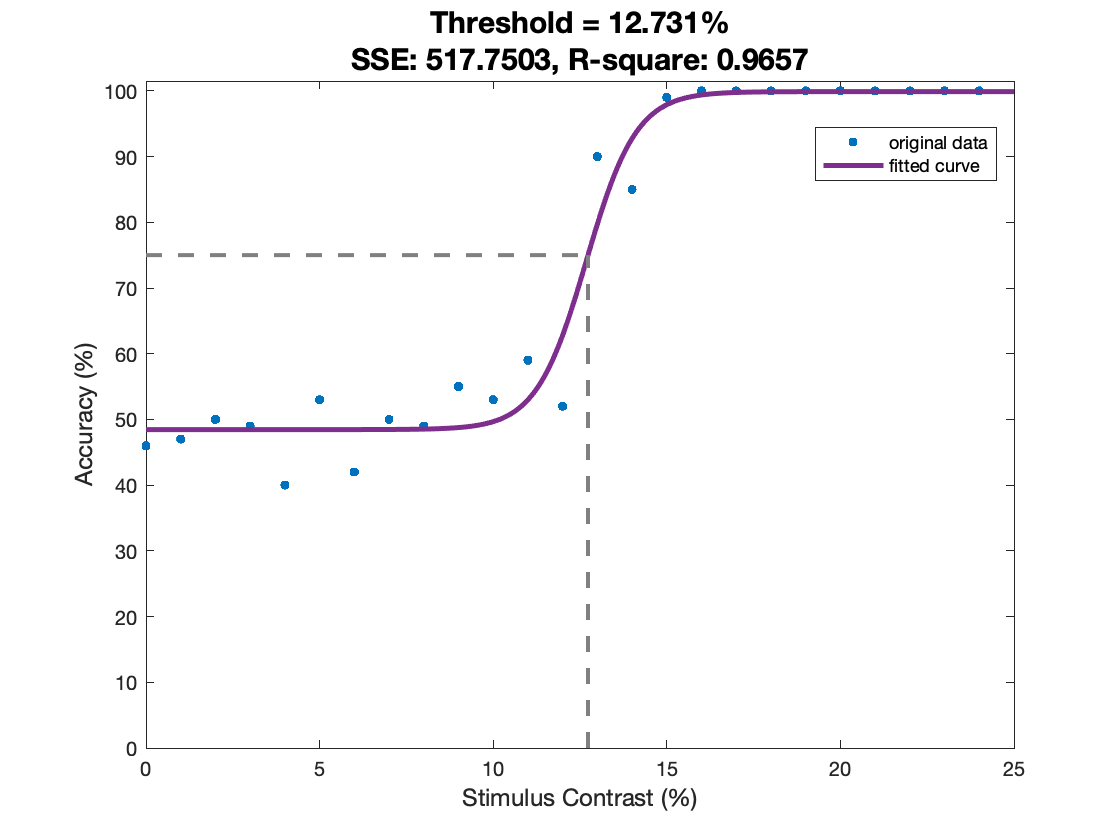 Threshold = 12.731%
SSE: 517.7503, R-square: 0.9657
100
90
80
70
60
50
40
30
20
10
0
Accuracy (%)
original data
fitted curve
0 5 10 15 20 25
Stimulus Contrast (%)